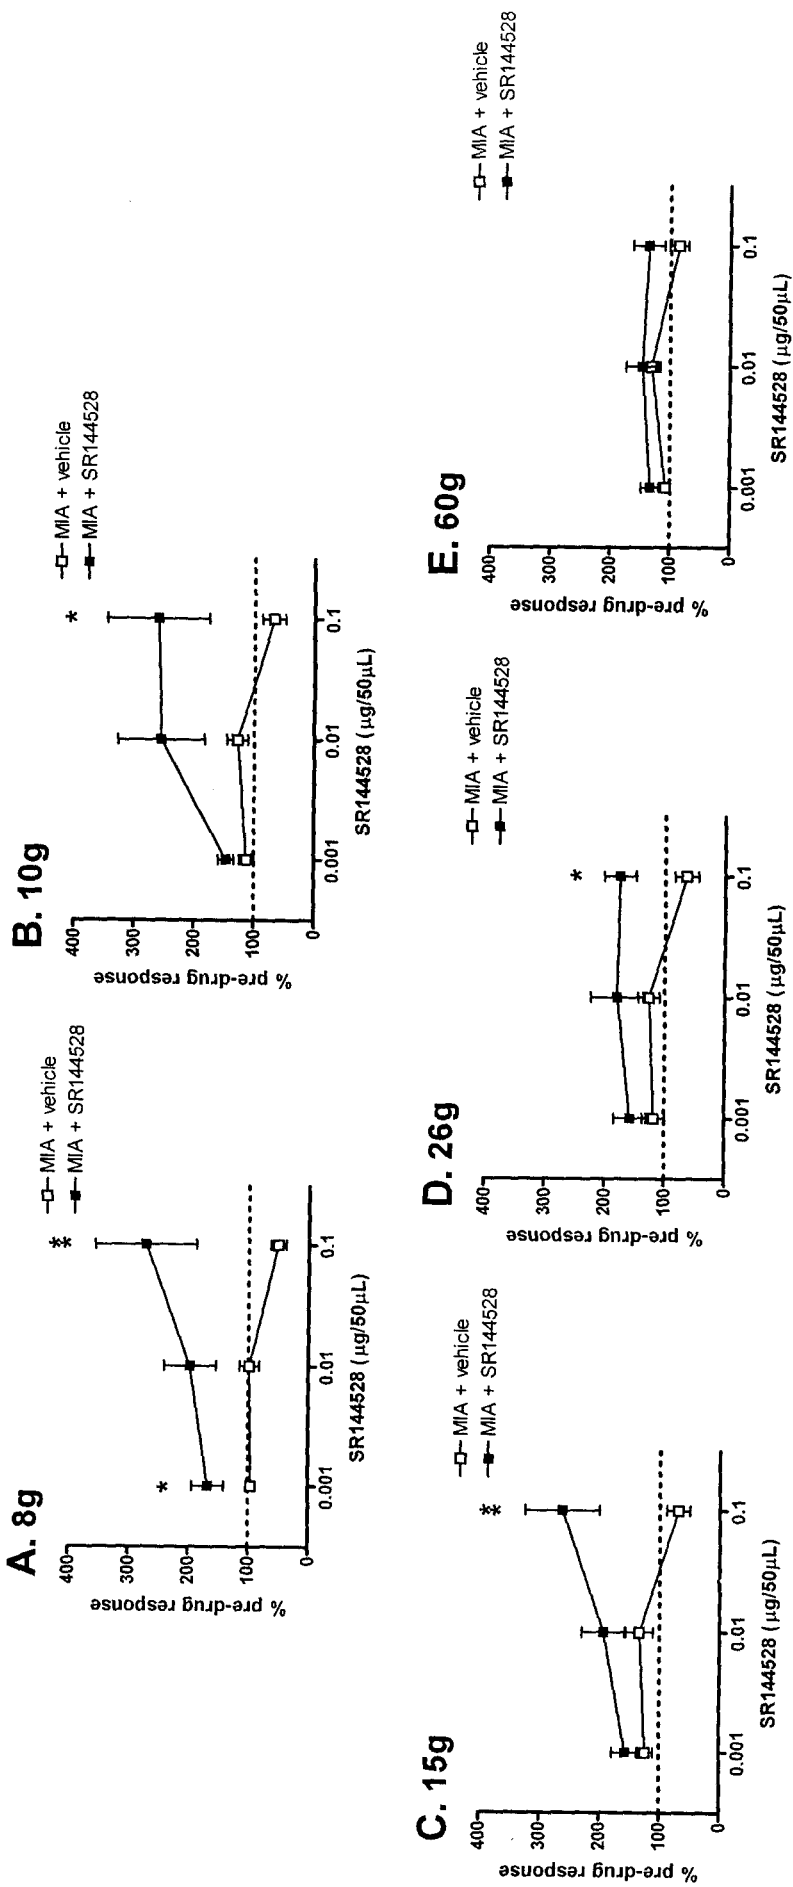 A. 8g
MIA + vehicle
MIA + SR144528
% pre-drug response
400
300
200
100
0
*
**
0.001
0.01
0.1
SR144528 (µg/50µL)
B. 10g
MIA + vehicle
MIA + SR144528
% pre-drug response
400
300
200
100
0
*
0.001
0.01
0.1
SR144528 (µg/50µL)
C. 15g
MIA + vehicle
MIA + SR144528
% pre-drug response
400
300
200
100
0
**
0.001
0.01
0.1
SR144528 (µg/50µL)
D. 26g
MIA + vehicle
MIA + SR144528
% pre-drug response
400
300
200
100
0
*
0.001
0.01
0.1
SR144528 (µg/50µL)
E. 60g
MIA + vehicle
MIA + SR144528
% pre-drug response
400
300
200
100
0
0.001
0.01
0.1
SR144528 (µg/50µL)